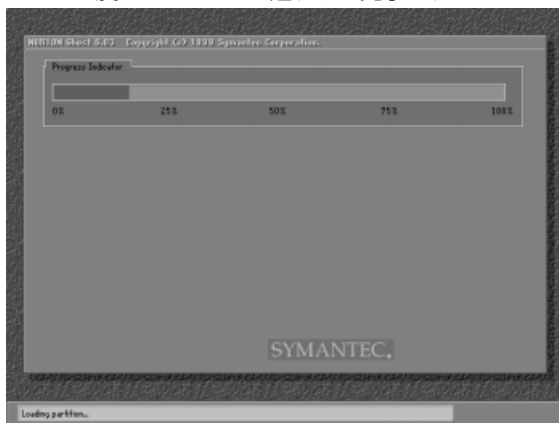 NORTON Ghost 6.03 Copyright (c) 1999 Symantec Corporation.
Progress Indicator
0% 25% 50% 75% 100%
SYMANTEC.
Loading partition...